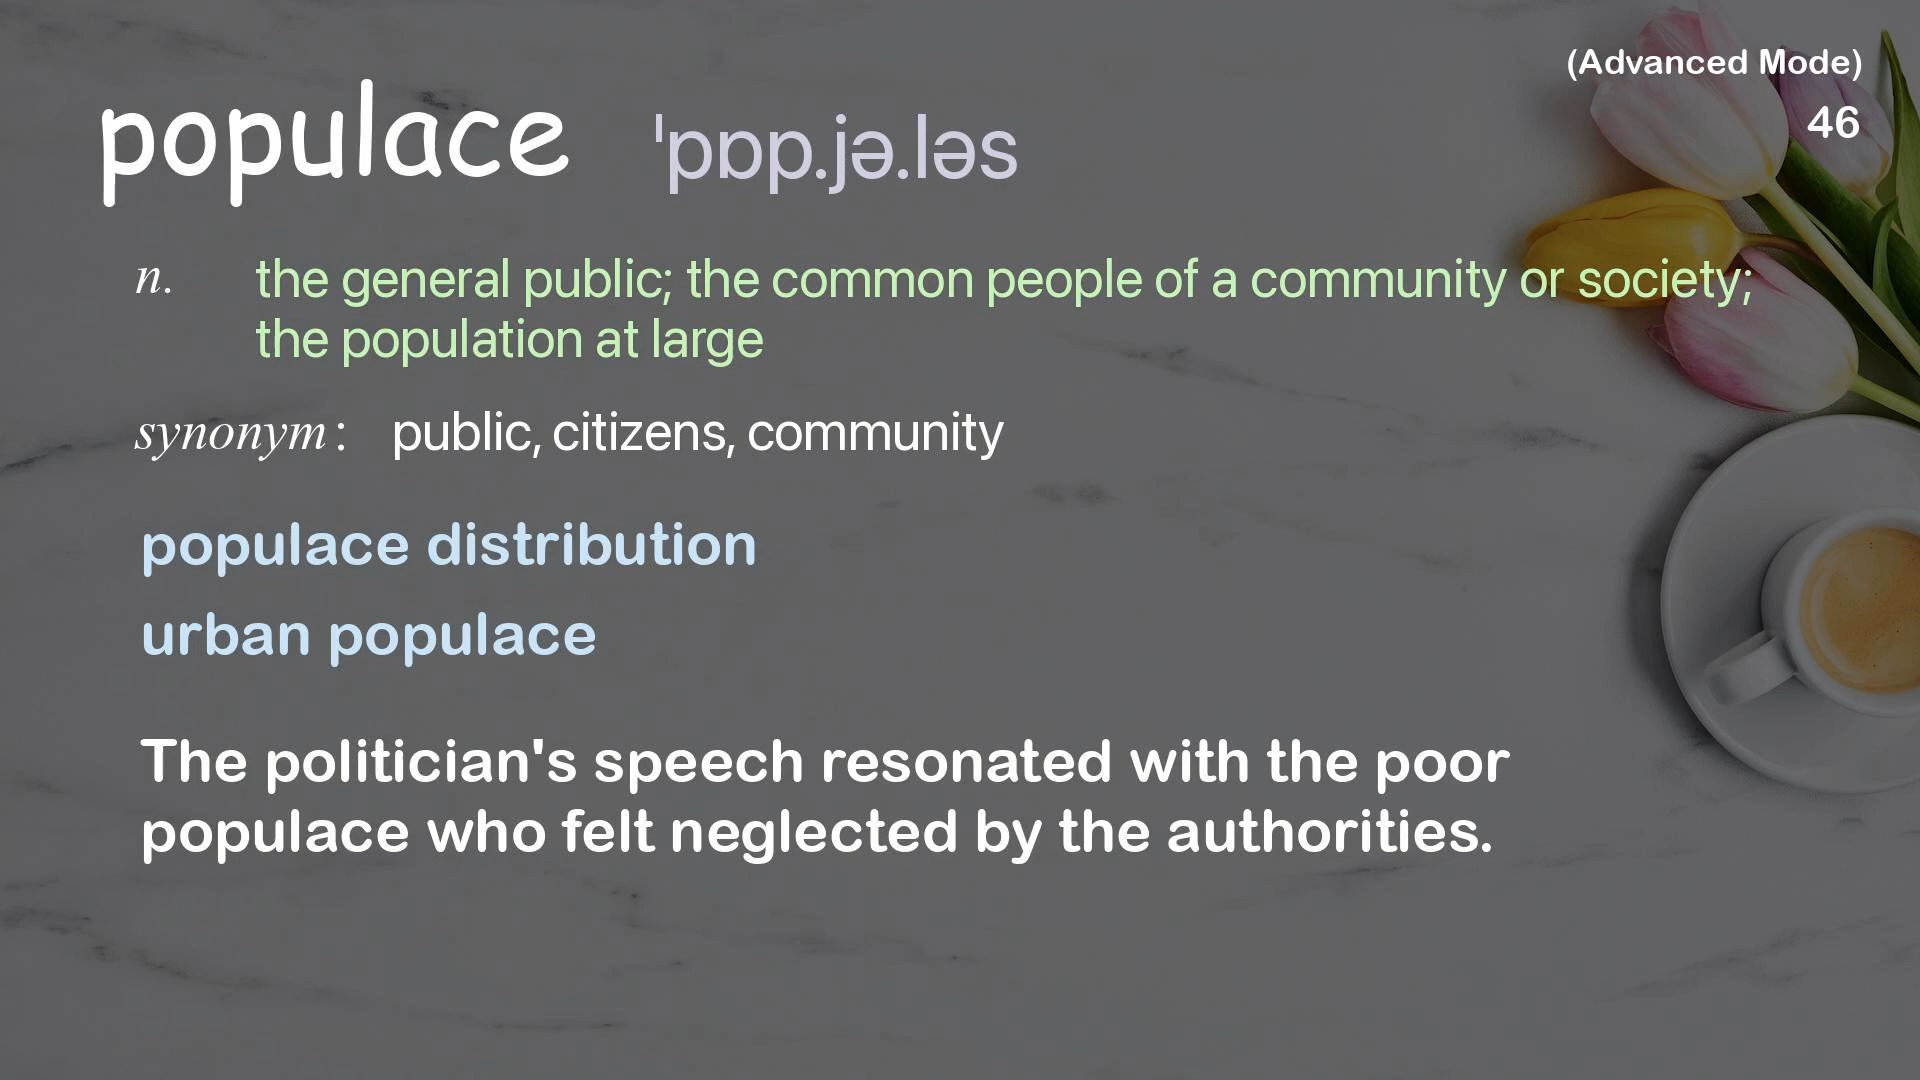 (Advanced Mode)
46
populace ˈpɒp.jə.ləs
n. the general public; the common people of a community or society;
the population at large
synonym: public, citizens, community
populace distribution
urban populace
The politician's speech resonated with the poor
populace who felt neglected by the authorities.